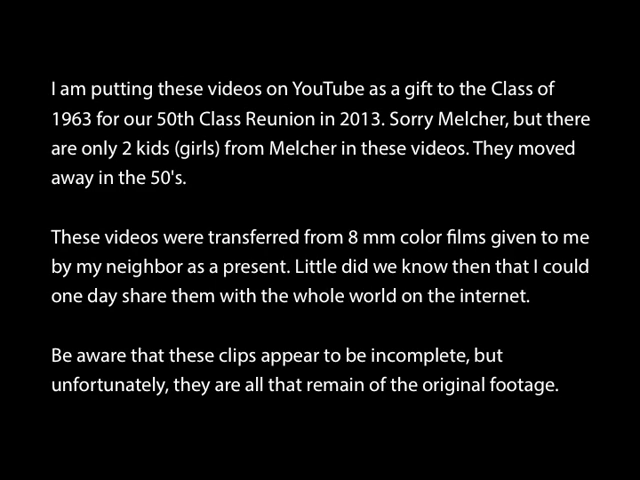 I am putting these videos on YouTube as a gift to the Class of
1963 for our 50th Class Reunion in 2013. Sorry Melcher, but there
are only 2 kids (girls) from Melcher in these videos. They moved
away in the 50's.
These videos were transferred from 8 mm color films given to me
by my neighbor as a present. Little did we know then that I could
one day share them with the whole world on the internet.
Be aware that these clips appear to be incomplete, but
unfortunately, they are all that remain of the original footage.